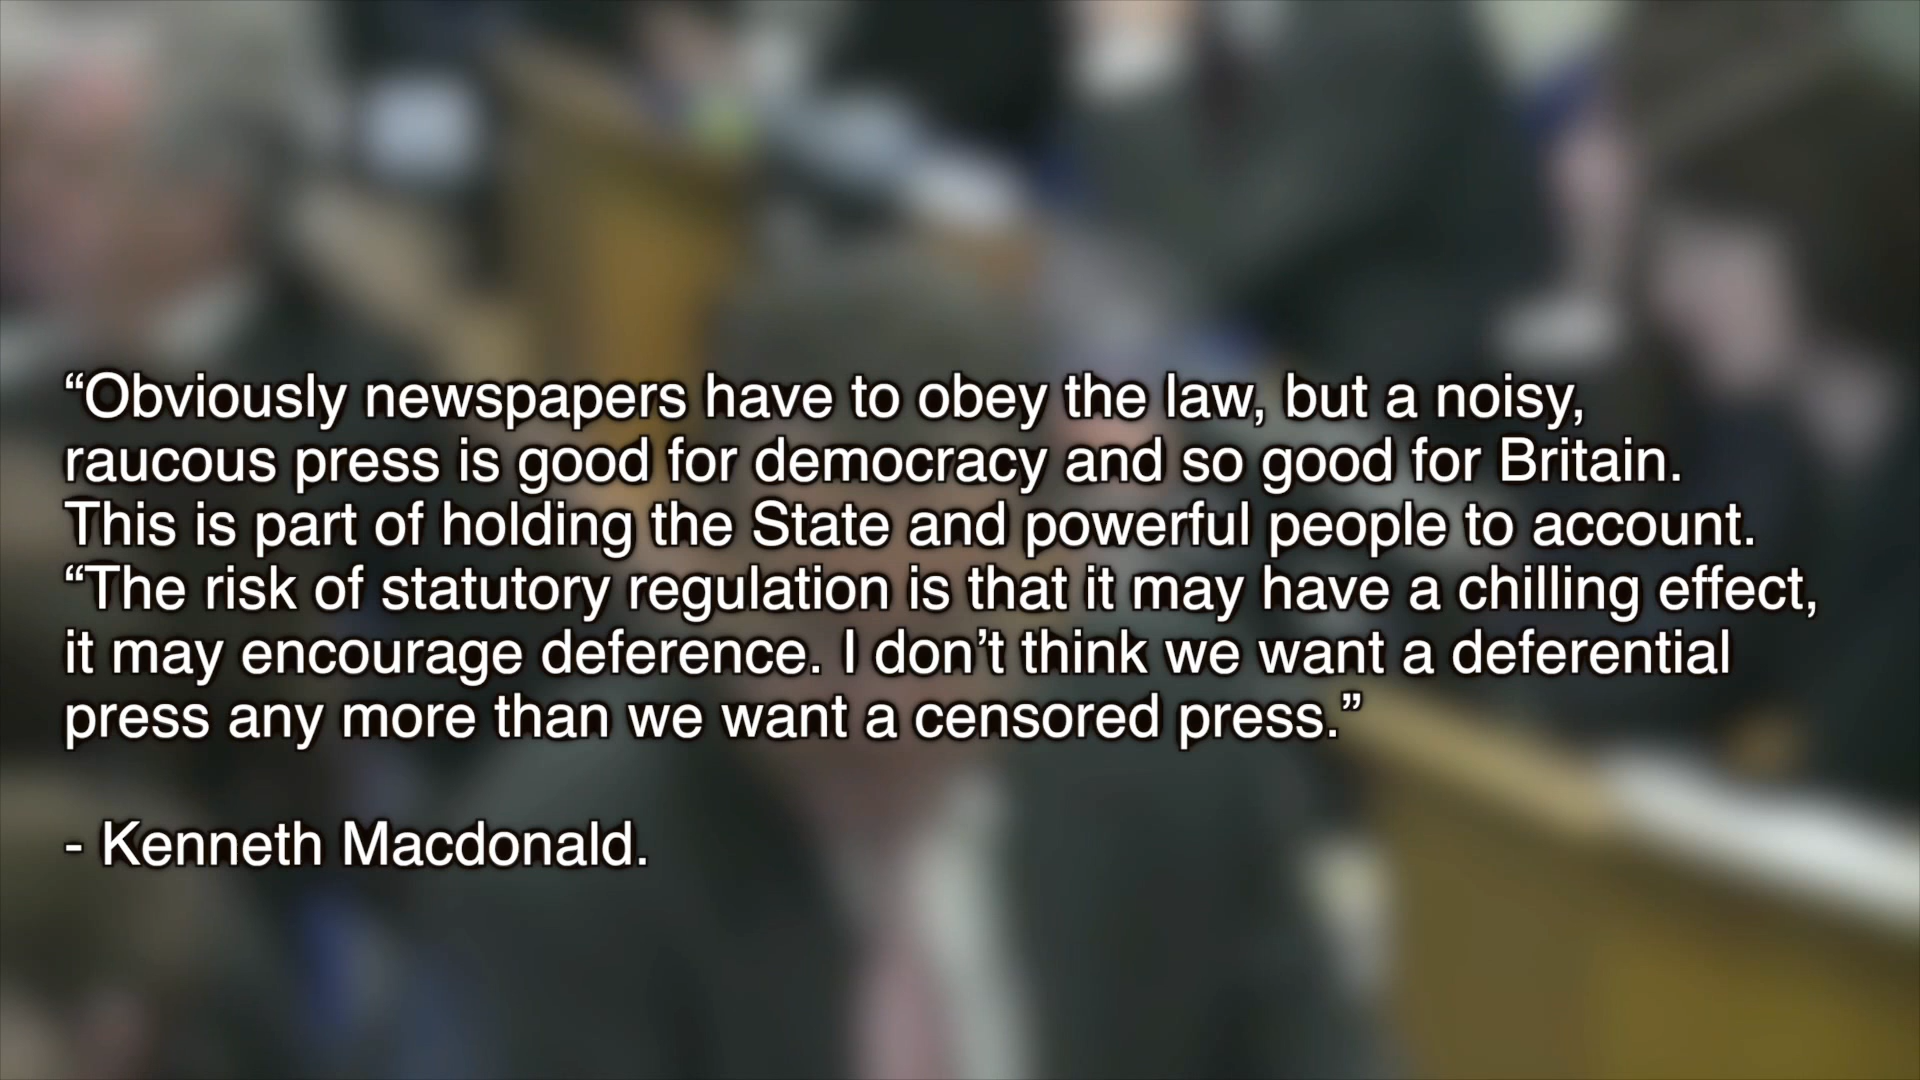 “Obviously newspapers have to obey the law, but a noisy,
raucous press is good for democracy and so good for Britain.
This is part of holding the State and powerful people to account.
“The risk of statutory regulation is that it may have a chilling effect,
it may encourage deference. I don’t think we want a deferential
press any more than we want a censored press.”
- Kenneth Macdonald.